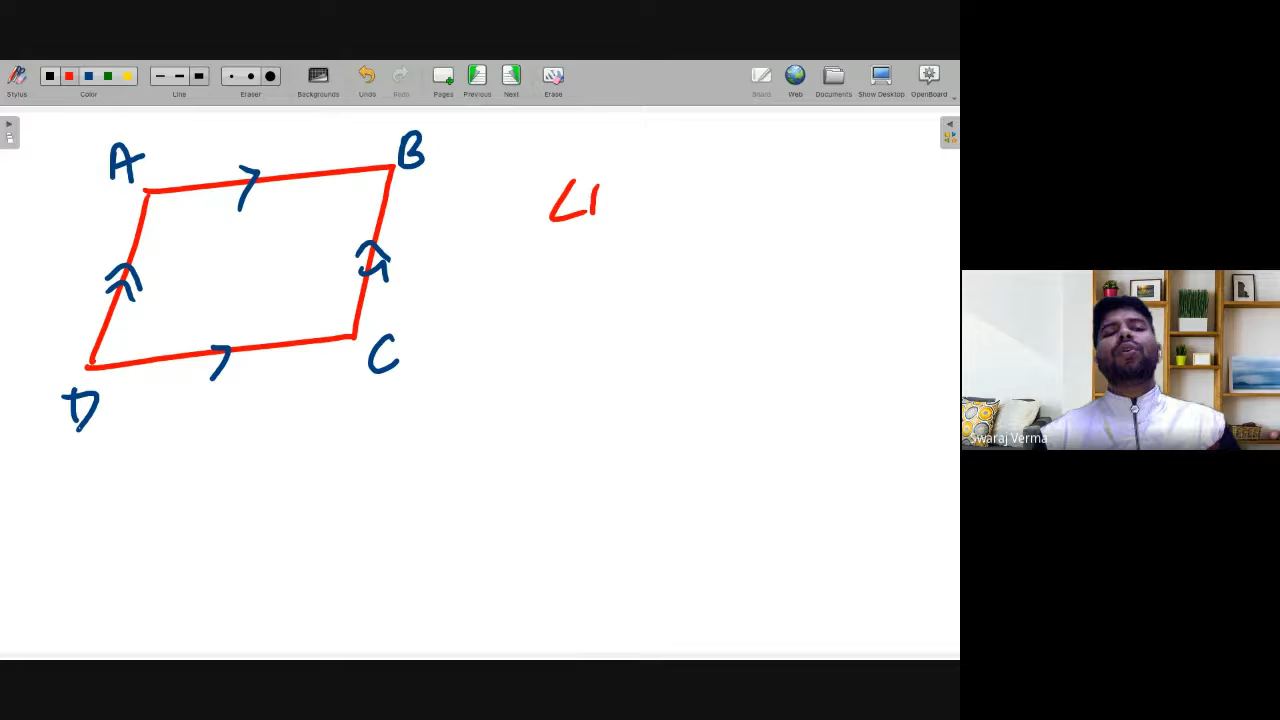 Stylus Color Line Eraser Backgrounds Undo Redo Pages Previous Next Erase Board Web Documents Show Desktop OpenBoard
A
B
∠1
C
D
Swaraj Verma